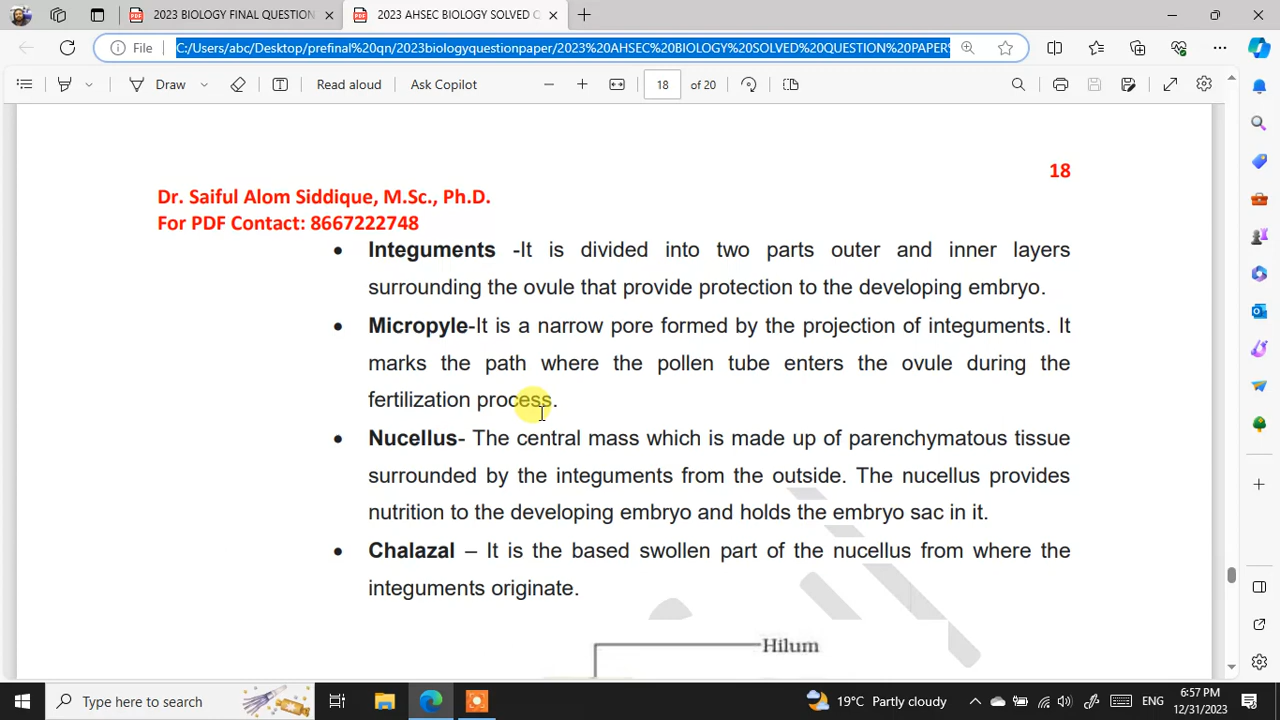 2023 BIOLOGY FINAL QUESTION
2023 AHSEC BIOLOGY SOLVED Q
File
C:/Users/abc/Desktop/prefinal%20qn/2023biologyquestionpaper/2023%20AHSEC%20BIOLOGY%20SOLVED%20QUESTION%20PAPER
Draw
Read aloud
Ask Copilot
18 of 20
18
Dr. Saiful Alom Siddique, M.Sc., Ph.D.
For PDF Contact: 8667222748
• Integuments -It is divided into two parts outer and inner layers
surrounding the ovule that provide protection to the developing embryo.
• Micropyle-It is a narrow pore formed by the projection of integuments. It
marks the path where the pollen tube enters the ovule during the
fertilization process.
• Nucellus- The central mass which is made up of parenchymatous tissue
surrounded by the integuments from the outside. The nucellus provides
nutrition to the developing embryo and holds the embryo sac in it.
• Chalazal – It is the based swollen part of the nucellus from where the
integuments originate.
Hilum
Type here to search
19°C Partly cloudy
ENG
6:57 PM
12/31/2023